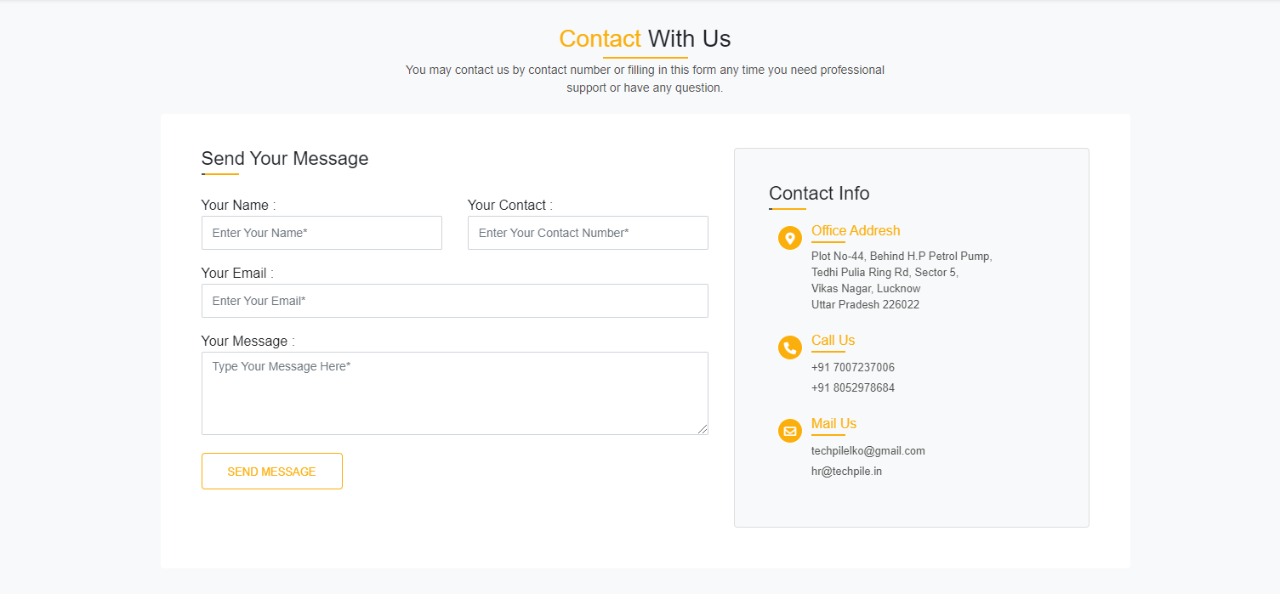 Contact With Us
You may contact us by contact number or filling in this form any time you need professional
support or have any question.
Send Your Message
Your Name :
Enter Your Name*
Your Contact :
Enter Your Contact Number*
Your Email :
Enter Your Email*
Your Message :
Type Your Message Here*
SEND MESSAGE
Contact Info
Office Addresh
Plot No-44, Behind H.P Petrol Pump,
Tedhi Pulia Ring Rd, Sector 5,
Vikas Nagar, Lucknow
Uttar Pradesh 226022
Call Us
+91 7007237006
+91 8052978684
Mail Us
techpilelko@gmail.com
hr@techpile.in